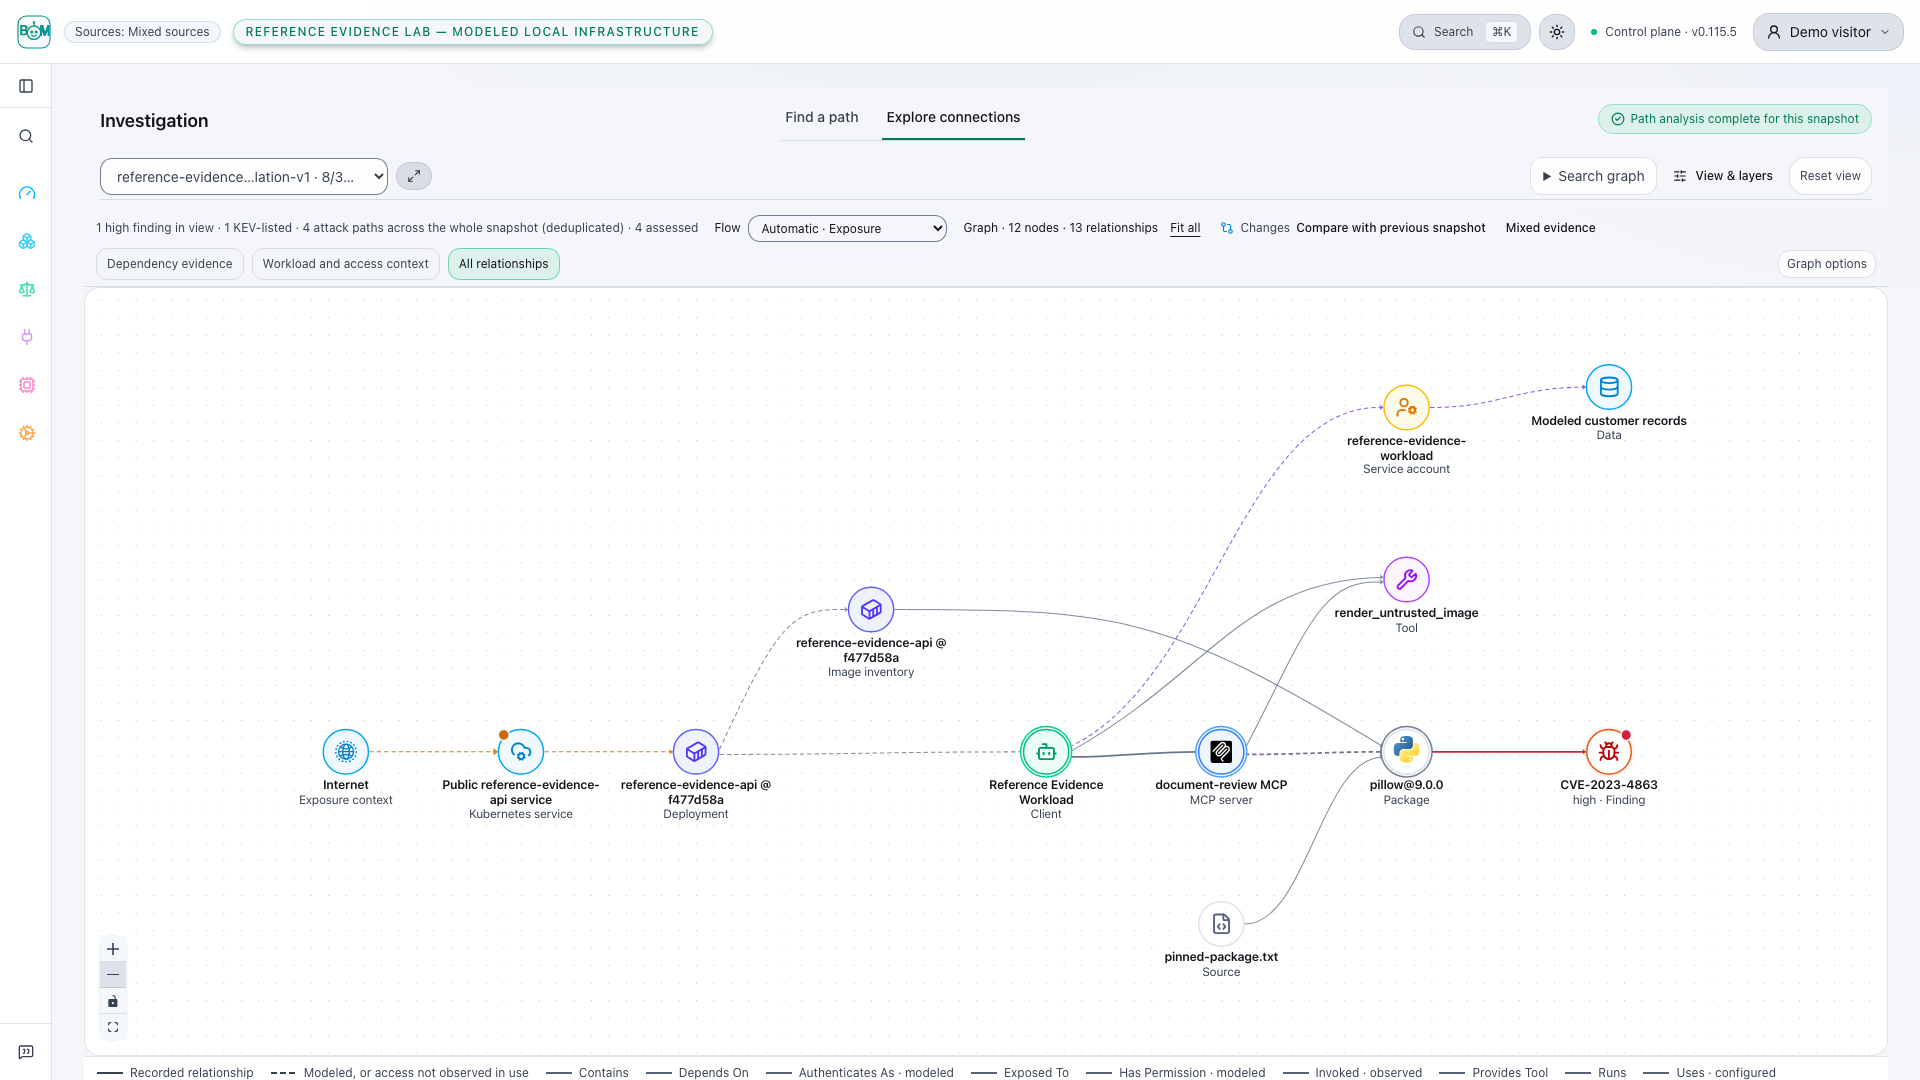 BOM
Sources: Mixed sources
REFERENCE EVIDENCE LAB — MODELED LOCAL INFRASTRUCTURE
Search ⌘K
Control plane · v0.115.5
Demo visitor
Investigation
Find a path
Explore connections
Path analysis complete for this snapshot
reference-evidence...lation-v1 · 8/3...
Search graph
View & layers
Reset view
1 high finding in view · 1 KEV-listed · 4 attack paths across the whole snapshot (deduplicated) · 4 assessed
Flow
Automatic · Exposure
Graph · 12 nodes · 13 relationships
Fit all
Changes
Compare with previous snapshot
Mixed evidence
Dependency evidence
Workload and access context
All relationships
Graph options
Modeled customer records
Data
reference-evidence-
workload
Service account
render_untrusted_image
Tool
reference-evidence-api @
f477d58a
Image inventory
Internet
Exposure context
Public reference-evidence-
api service
Kubernetes service
reference-evidence-api @
f477d58a
Deployment
Reference Evidence
Workload
Client
document-review MCP
MCP server
pillow@9.0.0
Package
CVE-2023-4863
high · Finding
pinned-package.txt
Source
Recorded relationship
Modeled, or access not observed in use
Contains
Depends On
Authenticates As · modeled
Exposed To
Has Permission · modeled
Invoked · observed
Provides Tool
Runs
Uses · configured